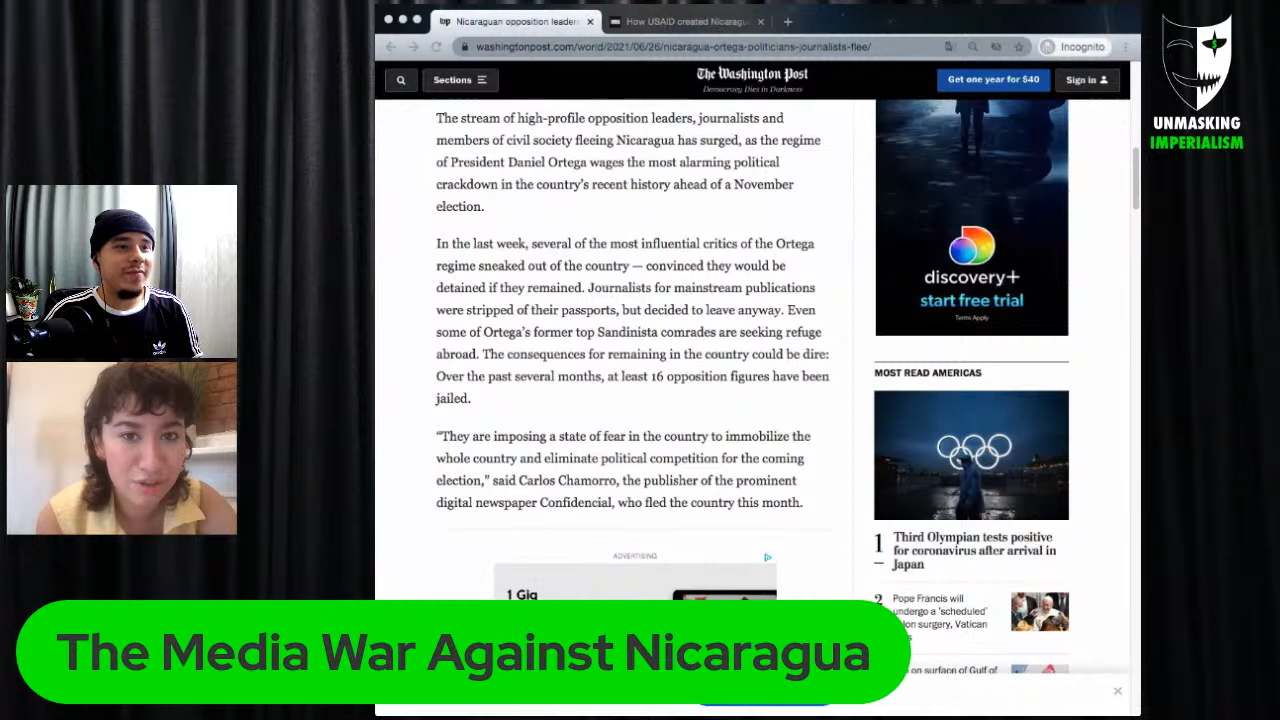 Nicaraguan opposition leader
How USAID created Nicaragu
washingtonpost.com/world/2021/06/26/nicaragua-ortega-politicians-journalists-flee/
Incognito
Sections
The Washington Post
Democracy Dies in Darkness
Get one year for $40
Sign in
UNMASKING
IMPERIALISM
The stream of high-profile opposition leaders, journalists and
members of civil society fleeing Nicaragua has surged, as the regime
of President Daniel Ortega wages the most alarming political
crackdown in the country's recent history ahead of a November
election.
In the last week, several of the most influential critics of the Ortega
regime sneaked out of the country — convinced they would be
detained if they remained. Journalists for mainstream publications
were stripped of their passports, but decided to leave anyway. Even
some of Ortega's former top Sandinista comrades are seeking refuge
abroad. The consequences for remaining in the country could be dire:
Over the past several months, at least 16 opposition figures have been
jailed.
“They are imposing a state of fear in the country to immobilize the
whole country and eliminate political competition for the coming
election,” said Carlos Chamorro, the publisher of the prominent
digital newspaper Confidencial, who fled the country this month.
ADVERTISING
1 Gig
discovery+
start free trial
Terms Apply
MOST READ AMERICAS
1
Third Olympian tests positive
for coronavirus after arrival in
Japan
2
Pope Francis will
undergo a 'scheduled'
lon surgery, Vatican
s
on surface of Gulf of
The Media War Against Nicaragua
adidas